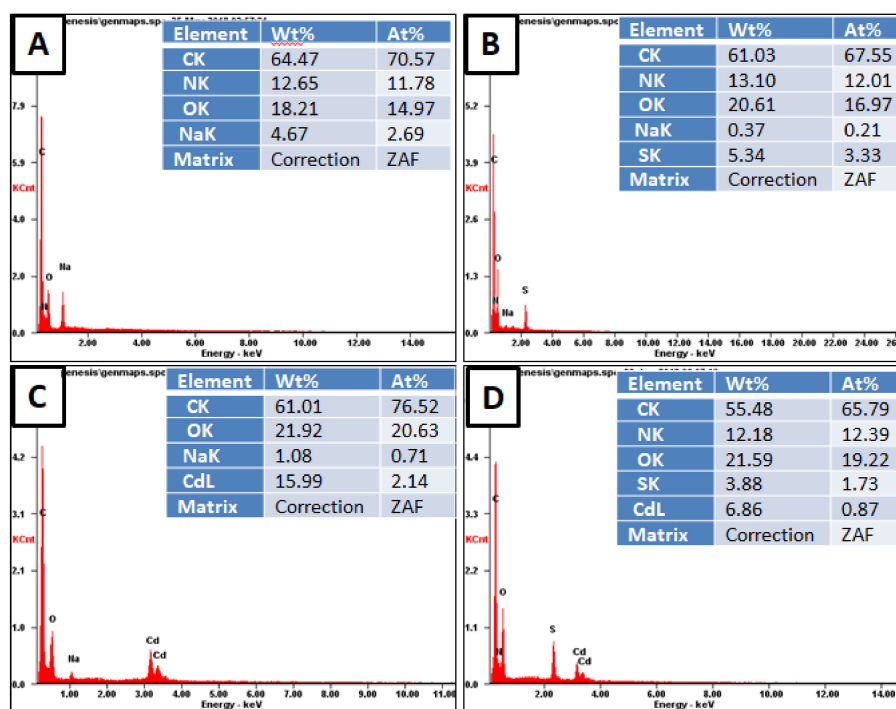 A
enesis\genmaps.spc
Element Wt% At%
CK 64.47 70.57
NK 12.65 11.78
OK 18.21 14.97
NaK 4.67 2.69
Matrix Correction ZAF
7.9
5.9
KCnt
4.0
2.0
0.0
C
N
O
Na
2.00 4.00 6.00 8.00 10.00 12.00 14.00
Energy - keV
B
enesis\genmaps.spc
Element Wt% At%
CK 61.03 67.55
NK 13.10 12.01
OK 20.61 16.97
NaK 0.37 0.21
SK 5.34 3.33
Matrix Correction ZAF
5.2
3.9
KCnt
2.6
1.3
0.0
C
O
N
Na
S
2.00 4.00 6.00 8.00 10.00 12.00 14.00 16.00 18.00 20.00 22.00 24.00 26
Energy - keV
C
enesis\genmaps.spc
Element Wt% At%
CK 61.01 76.52
OK 21.92 20.63
NaK 1.08 0.71
CdL 15.99 2.14
Matrix Correction ZAF
4.2
3.1
KCnt
2.1
1.1
0.0
C
O
Na
Cd
Cd
1.00 2.00 3.00 4.00 5.00 6.00 7.00 8.00 9.00 10.00 11.00
Energy - keV
D
enesis\genmaps.spc
Element Wt% At%
CK 55.48 65.79
NK 12.18 12.39
OK 21.59 19.22
SK 3.88 1.73
CdL 6.86 0.87
Matrix Correction ZAF
4.4
3.3
KCnt
2.2
1.1
0.0
C
N
O
S
Cd
Cd
2.00 4.00 6.00 8.00 10.00 12.00 14.00
Energy - keV